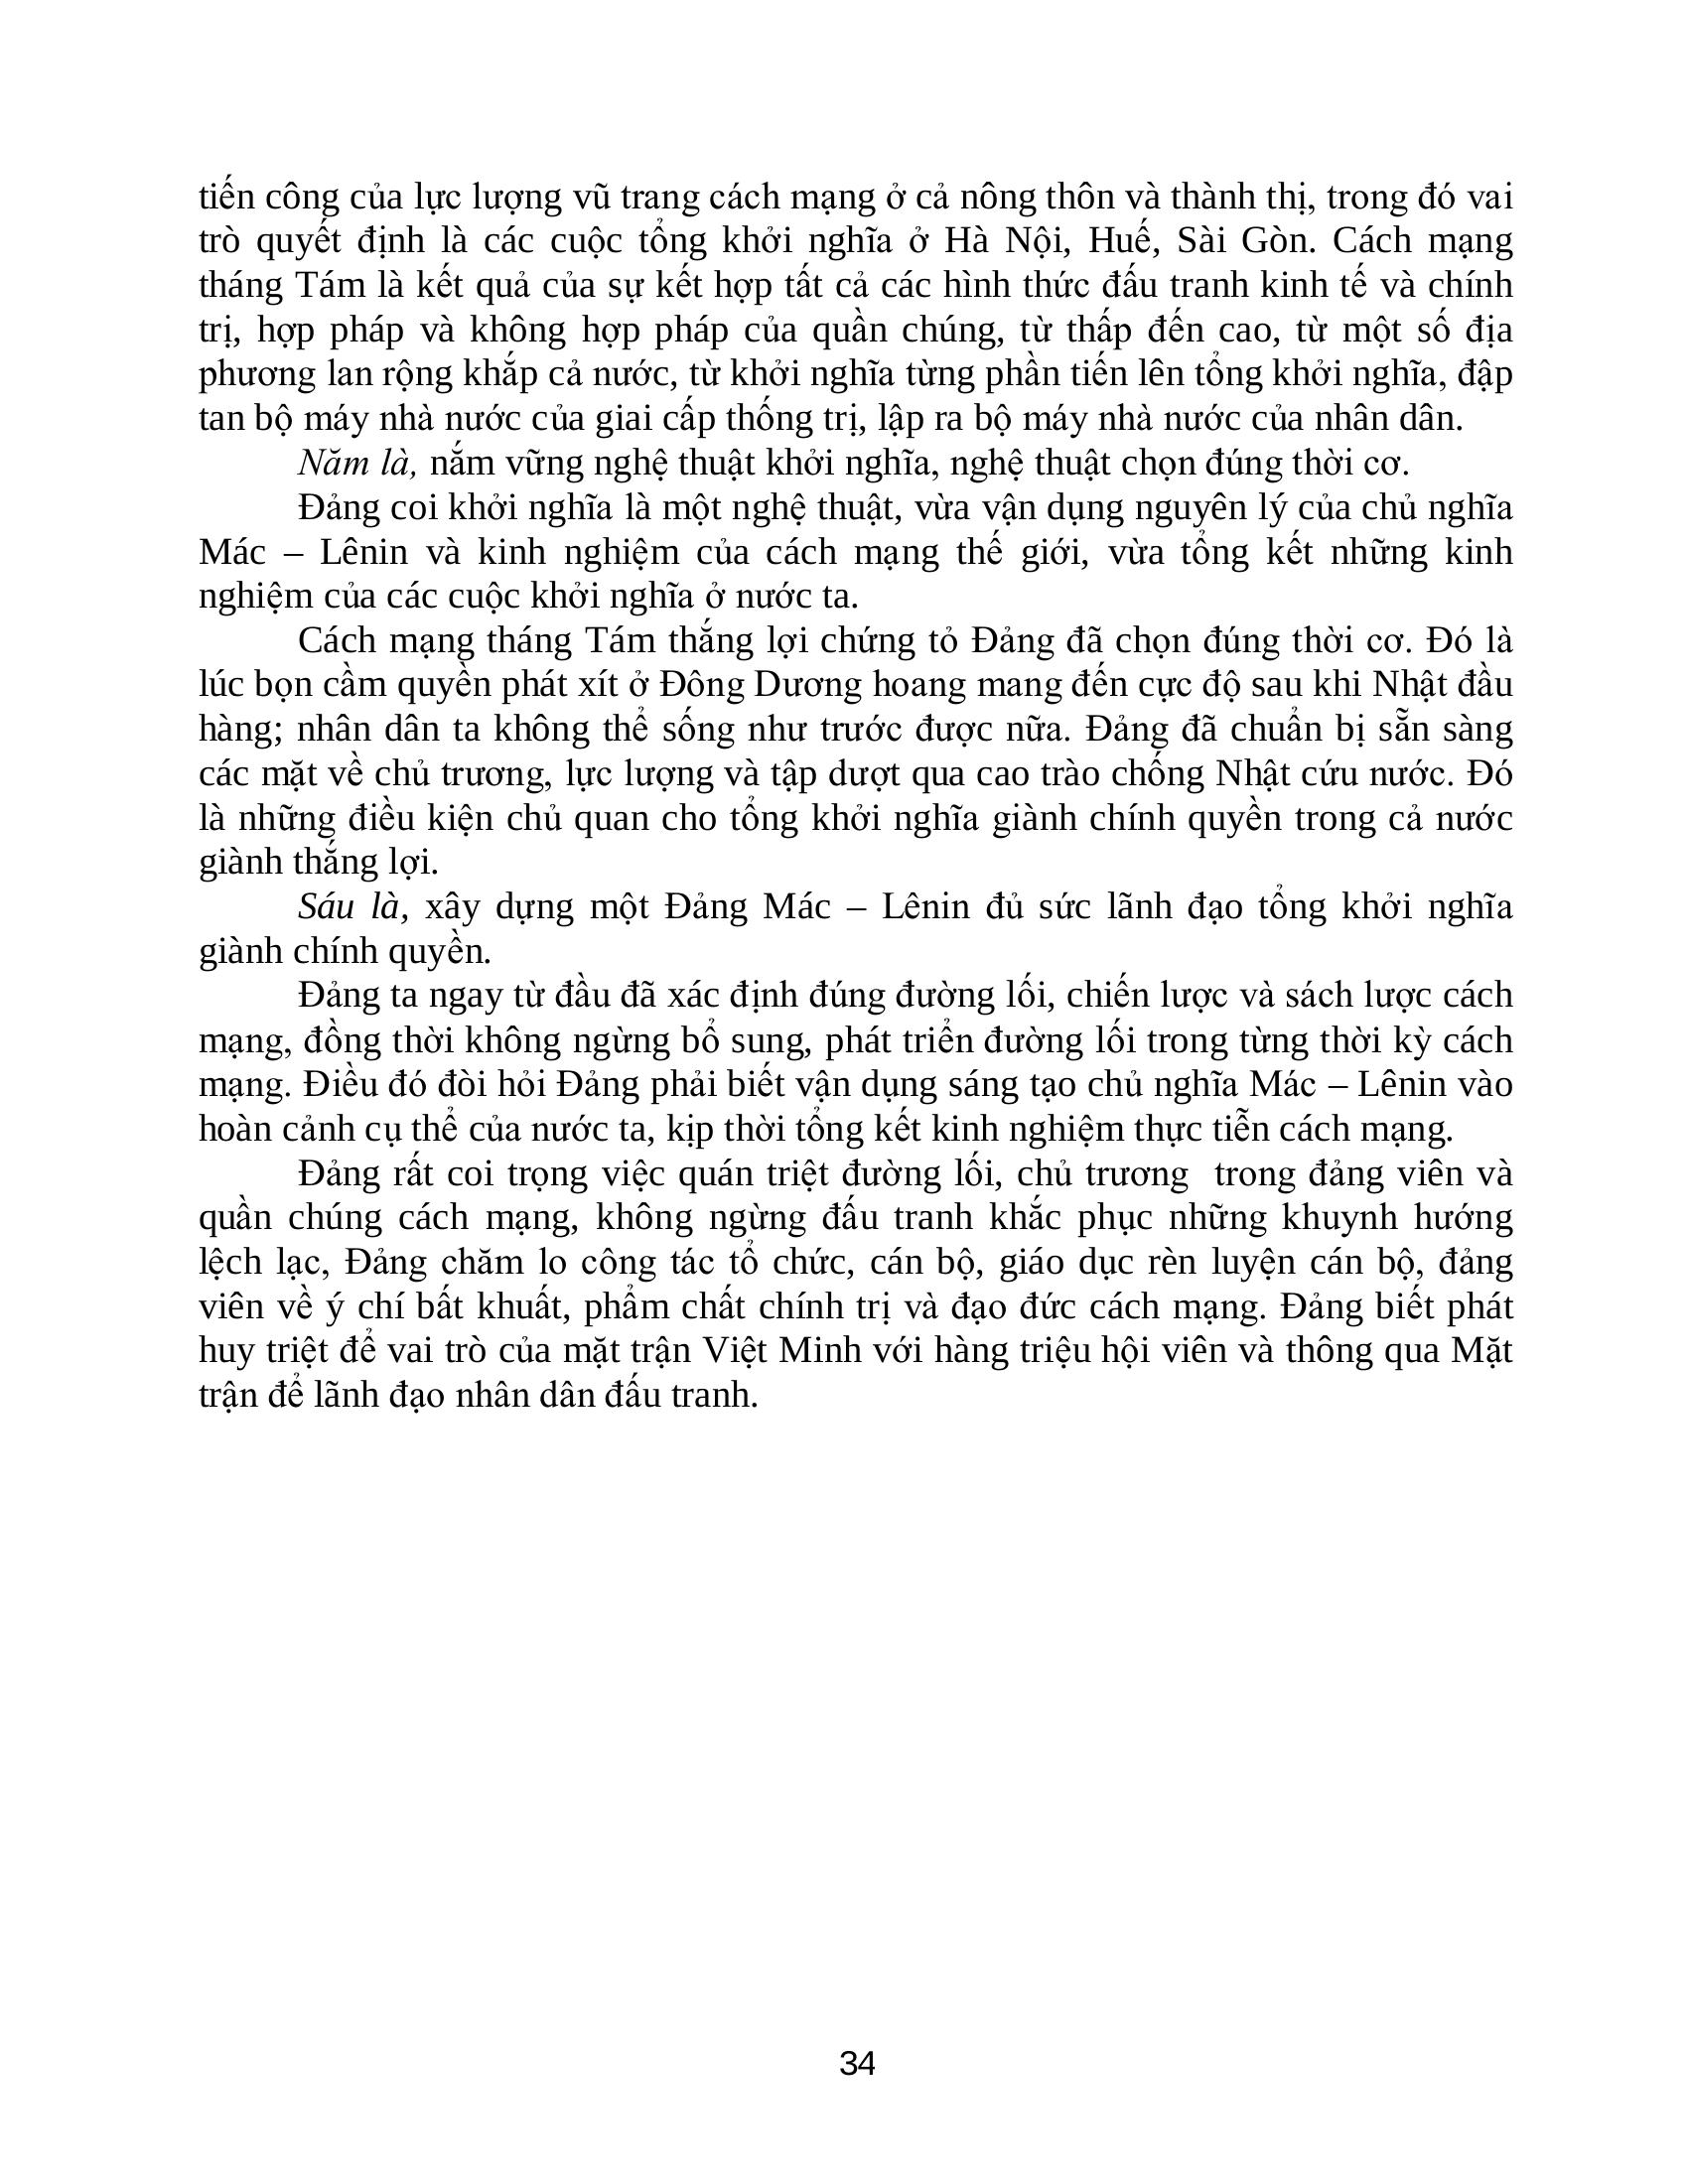 tiến công của lực lượng vũ trang cách mạng ở cả nông thôn và thành thị, trong đó vai
trò quyết định là các cuộc tổng khởi nghĩa ở Hà Nội, Huế, Sài Gòn. Cách mạng
tháng Tám là kết quả của sự kết hợp tất cả các hình thức đấu tranh kinh tế và chính
trị, hợp pháp và không hợp pháp của quần chúng, từ thấp đến cao, từ một số địa
phương lan rộng khắp cả nước, từ khởi nghĩa từng phần tiến lên tổng khởi nghĩa, đập
tan bộ máy nhà nước của giai cấp thống trị, lập ra bộ máy nhà nước của nhân dân.
Năm là, nắm vững nghệ thuật khởi nghĩa, nghệ thuật chọn đúng thời cơ.
Đảng coi khởi nghĩa là một nghệ thuật, vừa vận dụng nguyên lý của chủ nghĩa
Mác – Lênin và kinh nghiệm của cách mạng thế giới, vừa tổng kết những kinh
nghiệm của các cuộc khởi nghĩa ở nước ta.
Cách mạng tháng Tám thắng lợi chứng tỏ Đảng đã chọn đúng thời cơ. Đó là
lúc bọn cầm quyền phát xít ở Đông Dương hoang mang đến cực độ sau khi Nhật đầu
hàng; nhân dân ta không thể sống như trước được nữa. Đảng đã chuẩn bị sẵn sàng
các mặt về chủ trương, lực lượng và tập dượt qua cao trào chống Nhật cứu nước. Đó
là những điều kiện chủ quan cho tổng khởi nghĩa giành chính quyền trong cả nước
giành thắng lợi.
Sáu là, xây dựng một Đảng Mác – Lênin đủ sức lãnh đạo tổng khởi nghĩa
giành chính quyền.
Đảng ta ngay từ đầu đã xác định đúng đường lối, chiến lược và sách lược cách
mạng, đồng thời không ngừng bổ sung, phát triển đường lối trong từng thời kỳ cách
mạng. Điều đó đòi hỏi Đảng phải biết vận dụng sáng tạo chủ nghĩa Mác – Lênin vào
hoàn cảnh cụ thể của nước ta, kịp thời tổng kết kinh nghiệm thực tiễn cách mạng.
Đảng rất coi trọng việc quán triệt đường lối, chủ trương  trong đảng viên và
quần chúng cách mạng, không ngừng đấu tranh khắc phục những khuynh hướng
lệch lạc, Đảng chăm lo công tác tổ chức, cán bộ, giáo dục rèn luyện cán bộ, đảng
viên về ý chí bất khuất, phẩm chất chính trị và đạo đức cách mạng. Đảng biết phát
huy triệt để vai trò của mặt trận Việt Minh với hàng triệu hội viên và thông qua Mặt
trận để lãnh đạo nhân dân đấu tranh.
34